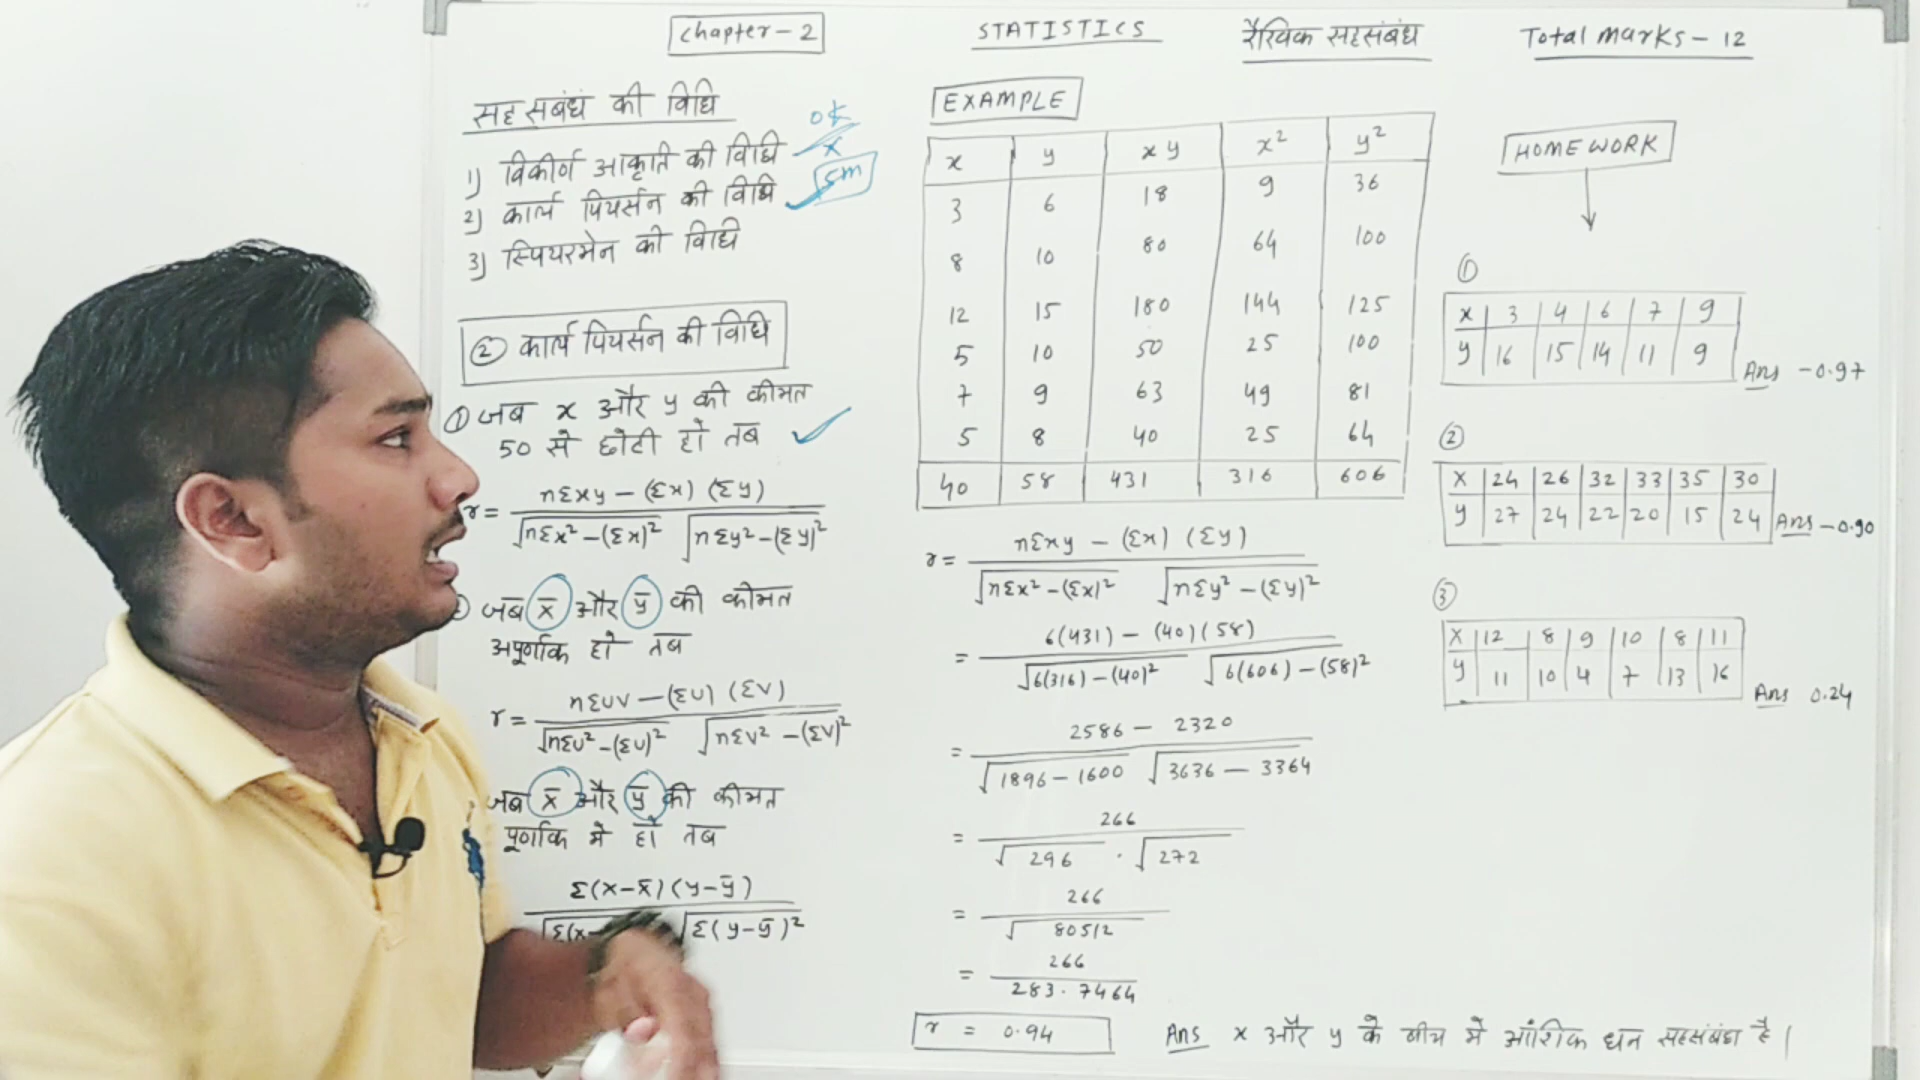 Chapter-2
STATISTICS
रैखिक सहसंबंध
Total marks - 12
सह सबंधं की विधि
1) विकीर्ण आकृति की विधि
ok
x
2) कार्ल पियर्सन की विधि
5m
3) स्पियरमेन की विधि
② कार्ल पियर्सन की विधि
① जब x और y की कीमत
50 से छोटी हो तब
r = nΣxy - (Σx) (Σy) / √nΣx² - (Σx)² √nΣy² - (Σy)²
जब x̄ और ȳ की कीमत
अपूर्णांक हो तब
r = nΣuv - (Σu) (Σv) / √nΣu² - (Σu)² √nΣv² - (Σv)²
जब x̄ और ȳ की कीमत
पूर्णांक मे हो तब
Σ(x-x̄) (y-ȳ) / √Σ(x- √Σ(y-ȳ)²
EXAMPLE
x y xy x² y²
3 6 18 9 36
8 10 80 64 100
12 15 180 144 125
5 10 50 25 100
7 9 63 49 81
5 8 40 25 64
40 58 431 316 606
r = nΣxy - (Σx) (Σy) / √nΣx² - (Σx)² √nΣy² - (Σy)²
= 6(431) - (40)(58) / √6(316) - (40)² √6(606) - (58)²
= 2586 - 2320 / √1896 - 1600 √3636 - 3364
= 266 / √296 · √272
= 266 / √80512
= 266 / 283.7464
r = 0.94
Ans x और y के बीच मे आंशिक धन सहसंबंध है |
HOMEWORK
①
x 3 4 6 7 9
y 16 15 14 11 9
Ans -0.97
②
x 24 26 32 33 35 30
y 27 24 22 20 15 24
Ans -0.90
③
x 12 8 9 10 8 11
y 11 10 4 7 13 16
Ans 0.24